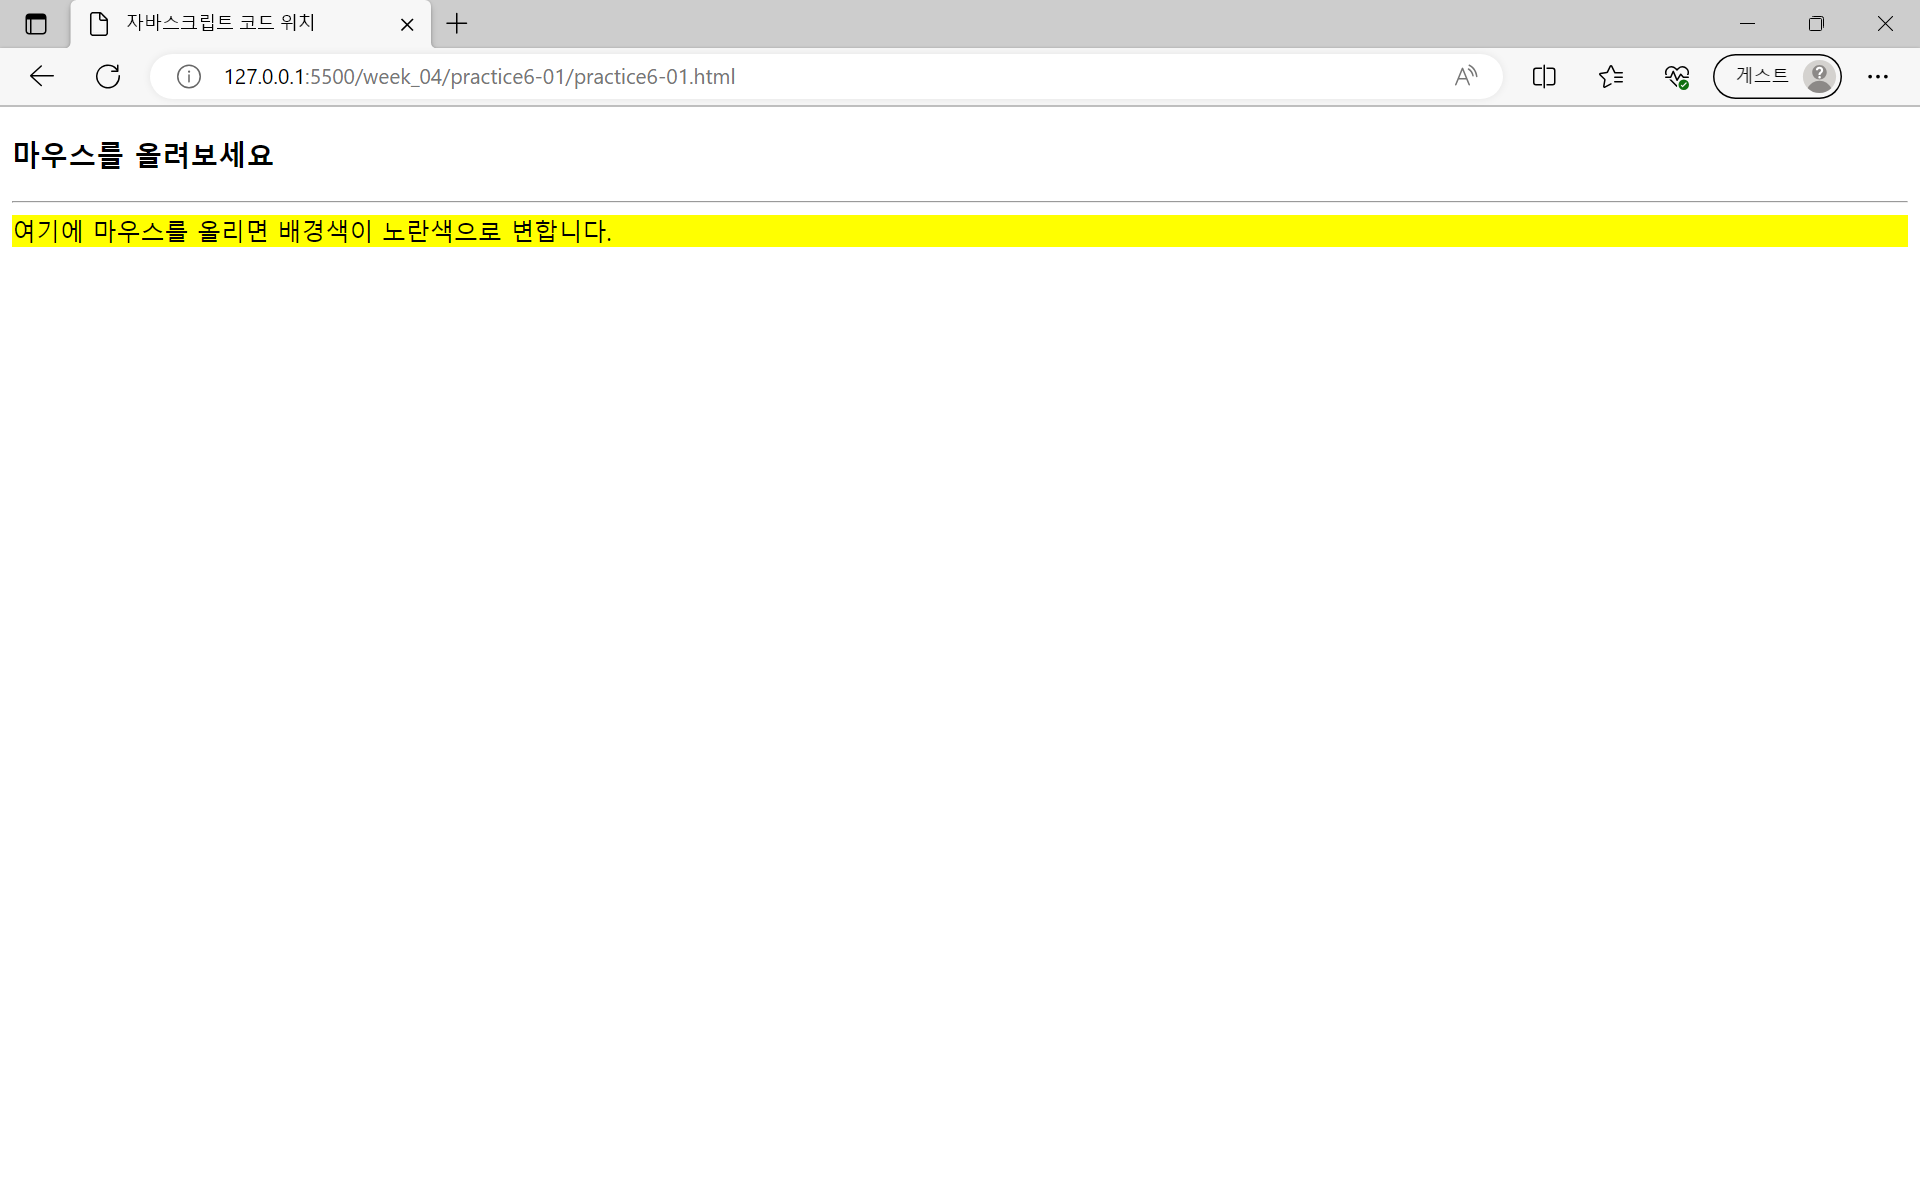 자바스크립트 코드 위치
127.0.0.1:5500/week_04/practice6-01/practice6-01.html
게스트
마우스를 올려보세요
여기에 마우스를 올리면 배경색이 노란색으로 변합니다.